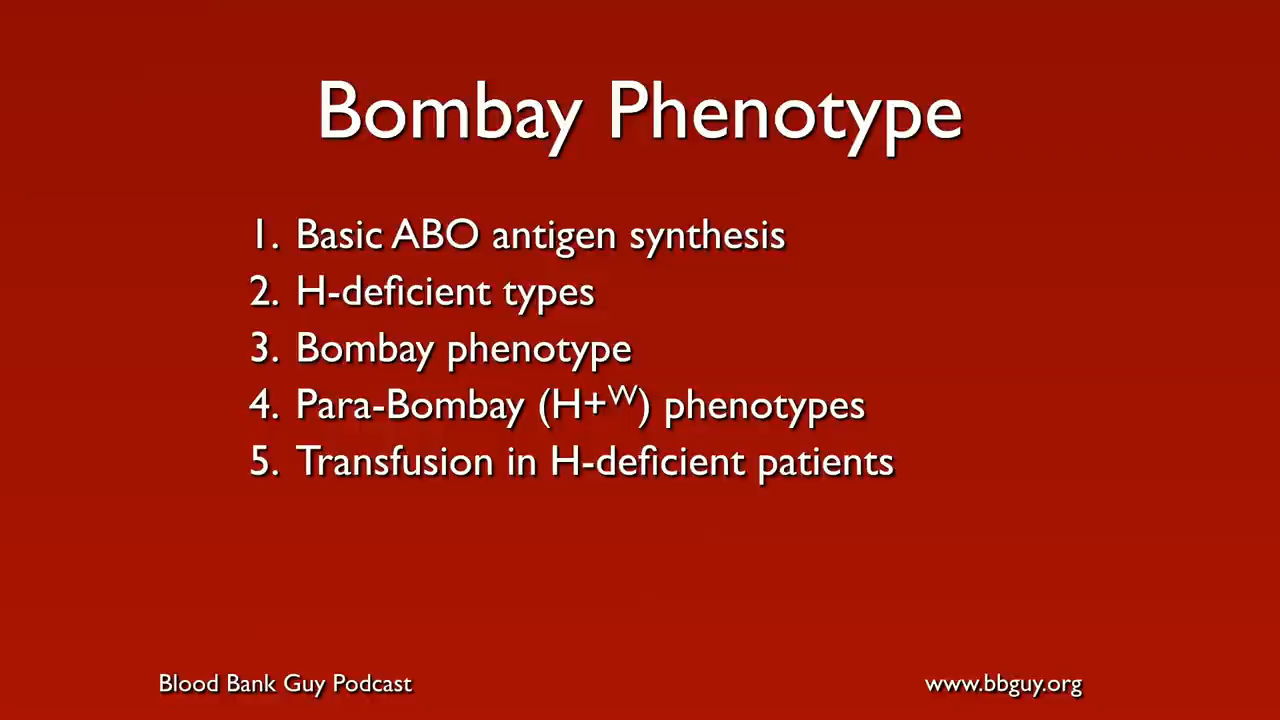 Bombay Phenotype
1. Basic ABO antigen synthesis
2. H-deficient types
3. Bombay phenotype
4. Para-Bombay (H+ᵂ) phenotypes
5. Transfusion in H-deficient patients
Blood Bank Guy Podcast
www.bbguy.org